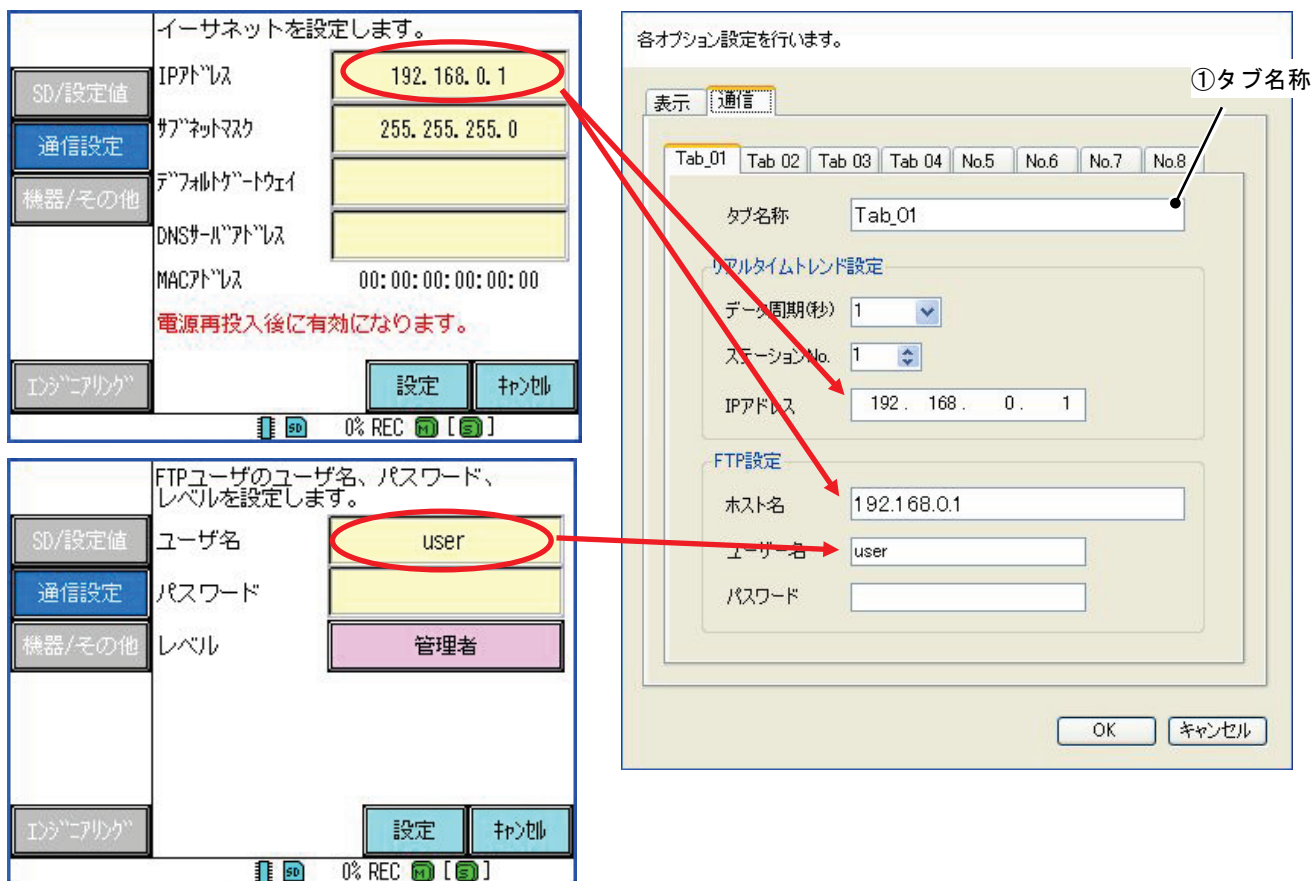 イーサネットを設定します。
SD/設定値
通信設定
機器/その他
エンジニアリング
IPアドレス
192.168.0.1
サブネットマスク
255.255.255.0
デフォルトゲートウェイ
DNSサーバアドレス
MACアドレス
00:00:00:00:00:00
電源再投入後に有効になります。
設定
キャンセル
SD
0% REC M [S]
FTPユーザのユーザ名、パスワード、
レベルを設定します。
SD/設定値
通信設定
機器/その他
エンジニアリング
ユーザ名
user
パスワード
レベル
管理者
設定
キャンセル
SD
0% REC M [S]
各オプション設定を行います。
①タブ名称
表示 通信
Tab_01 Tab 02 Tab 03 Tab 04 No.5 No.6 No.7 No.8
タブ名称 Tab_01
リアルタイムトレンド設定
データ周期(秒) 1
ステーションNo. 1
IPアドレス 192. 168. 0. 1
FTP設定
ホスト名 192.168.0.1
ユーザー名 user
パスワード
OK キャンセル